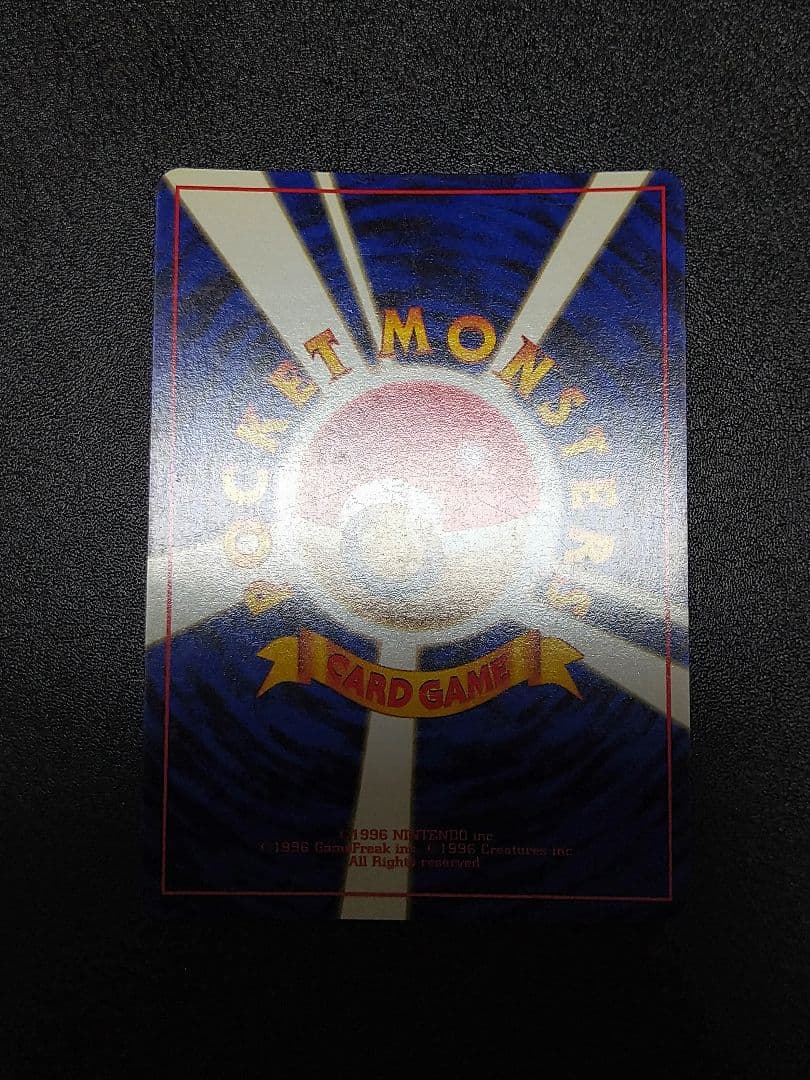 POCKET MONSTERS
CARD GAME
©1996 NINTENDO inc
©1996 GameFreak inc ©1996 Creatures inc
All Rights reserved